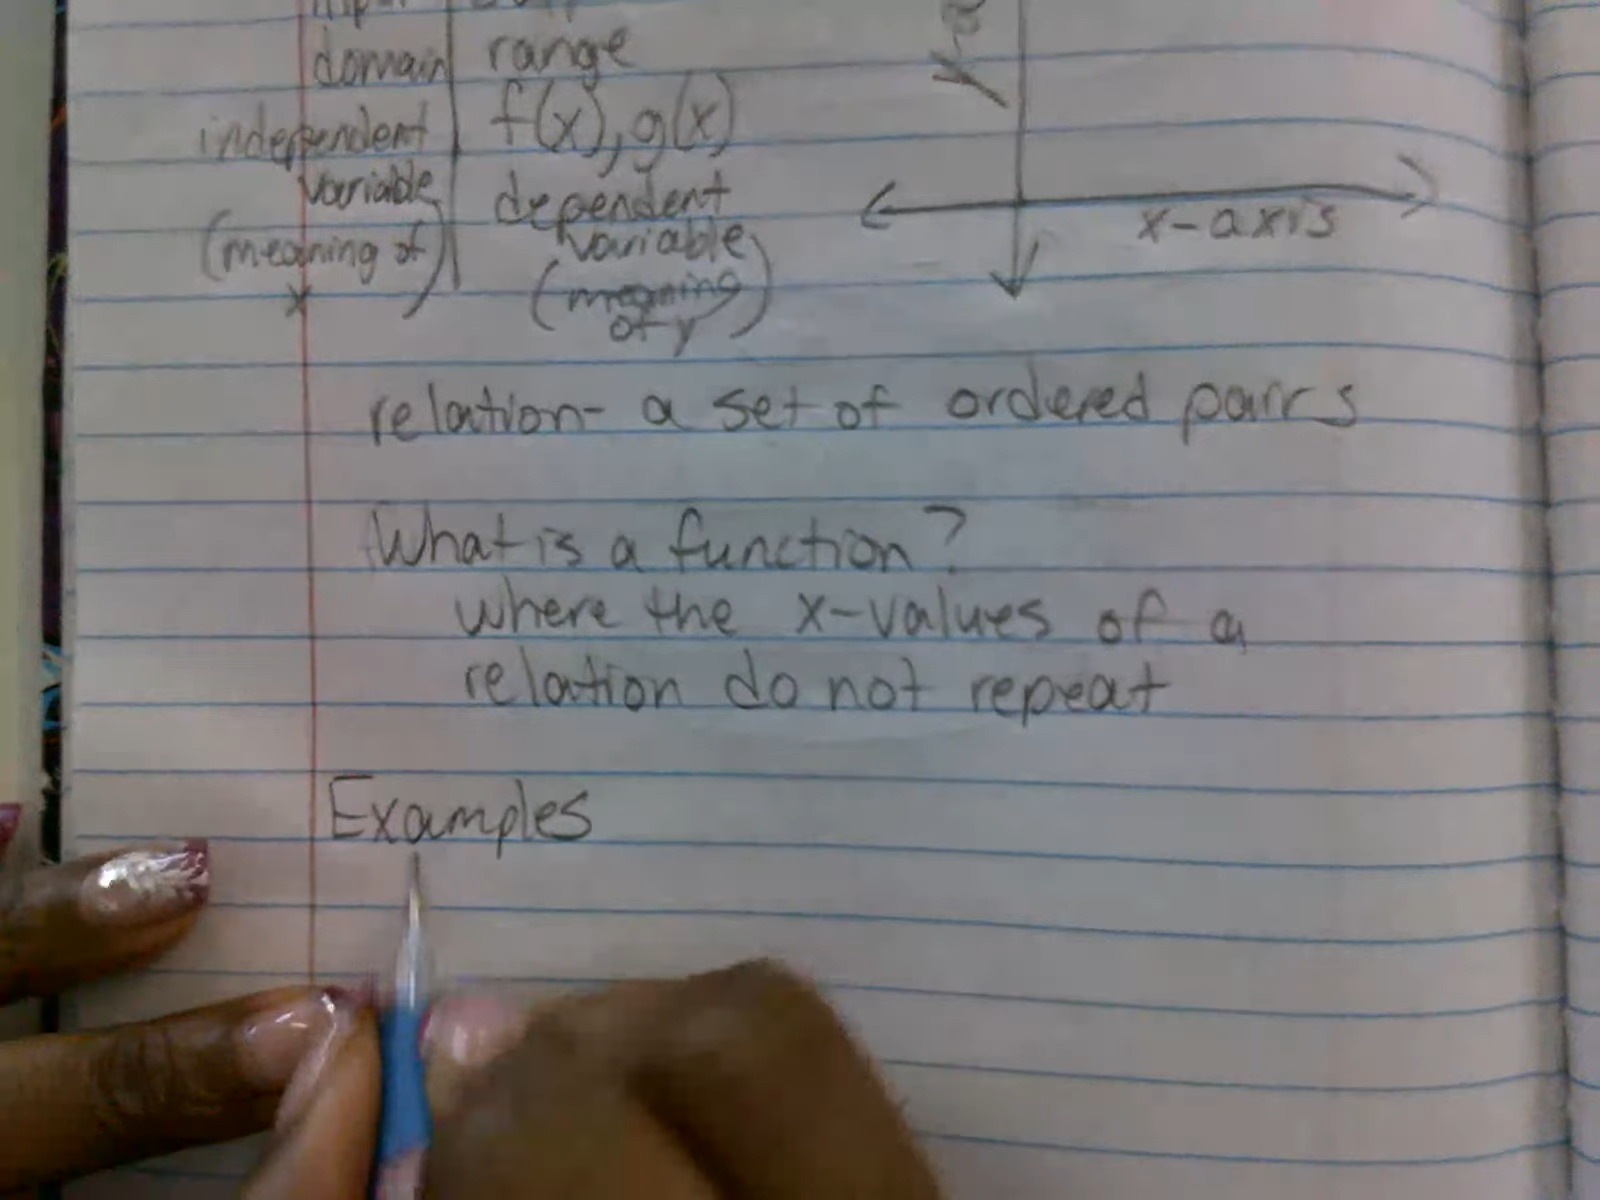 domain range
independent f(x), g(x)
variable dependent
(meaning of x) variable
(meaning of y)
x-axis
relation- a set of ordered pairs
What is a function?
where the x-values of a
relation do not repeat
Examples